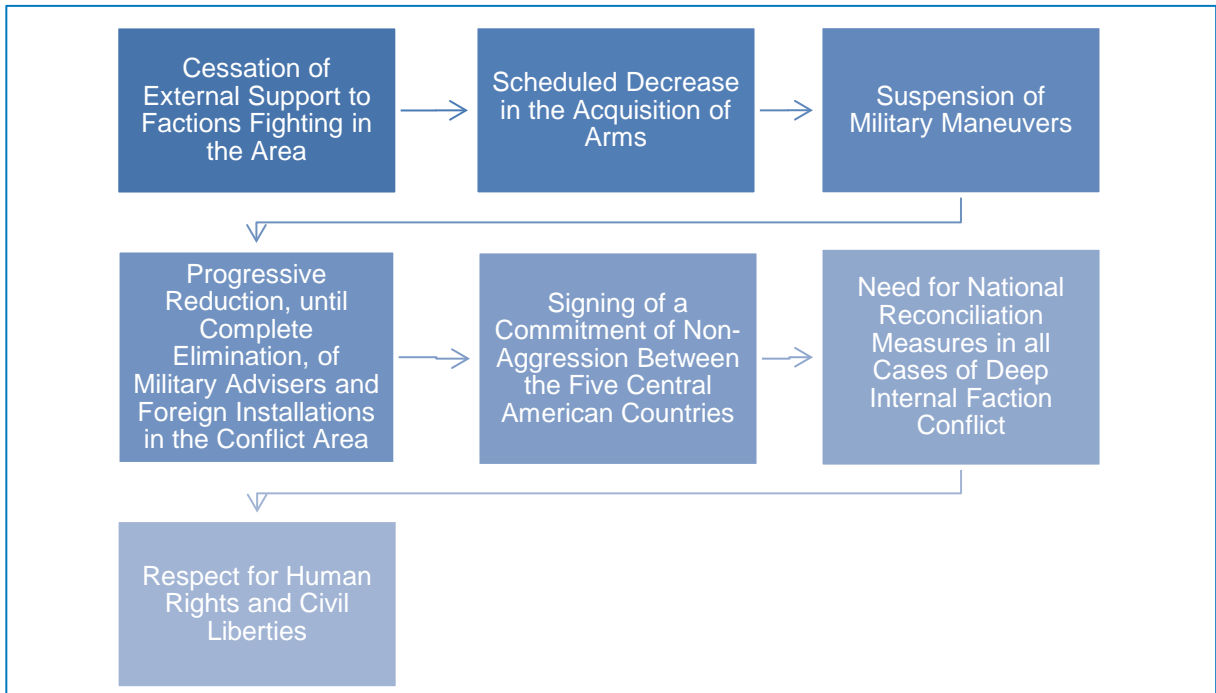 Cessation of
External Support to
Factions Fighting in
the Area
Scheduled Decrease
in the Acquisition of
Arms
Suspension of
Military Maneuvers
Progressive
Reduction, until
Complete
Elimination, of
Military Advisers and
Foreign Installations
in the Conflict Area
Signing of a
Commitment of Non-
Aggression Between
the Five Central
American Countries
Need for National
Reconciliation
Measures in all
Cases of Deep
Internal Faction
Conflict
Respect for Human
Rights and Civil
Liberties